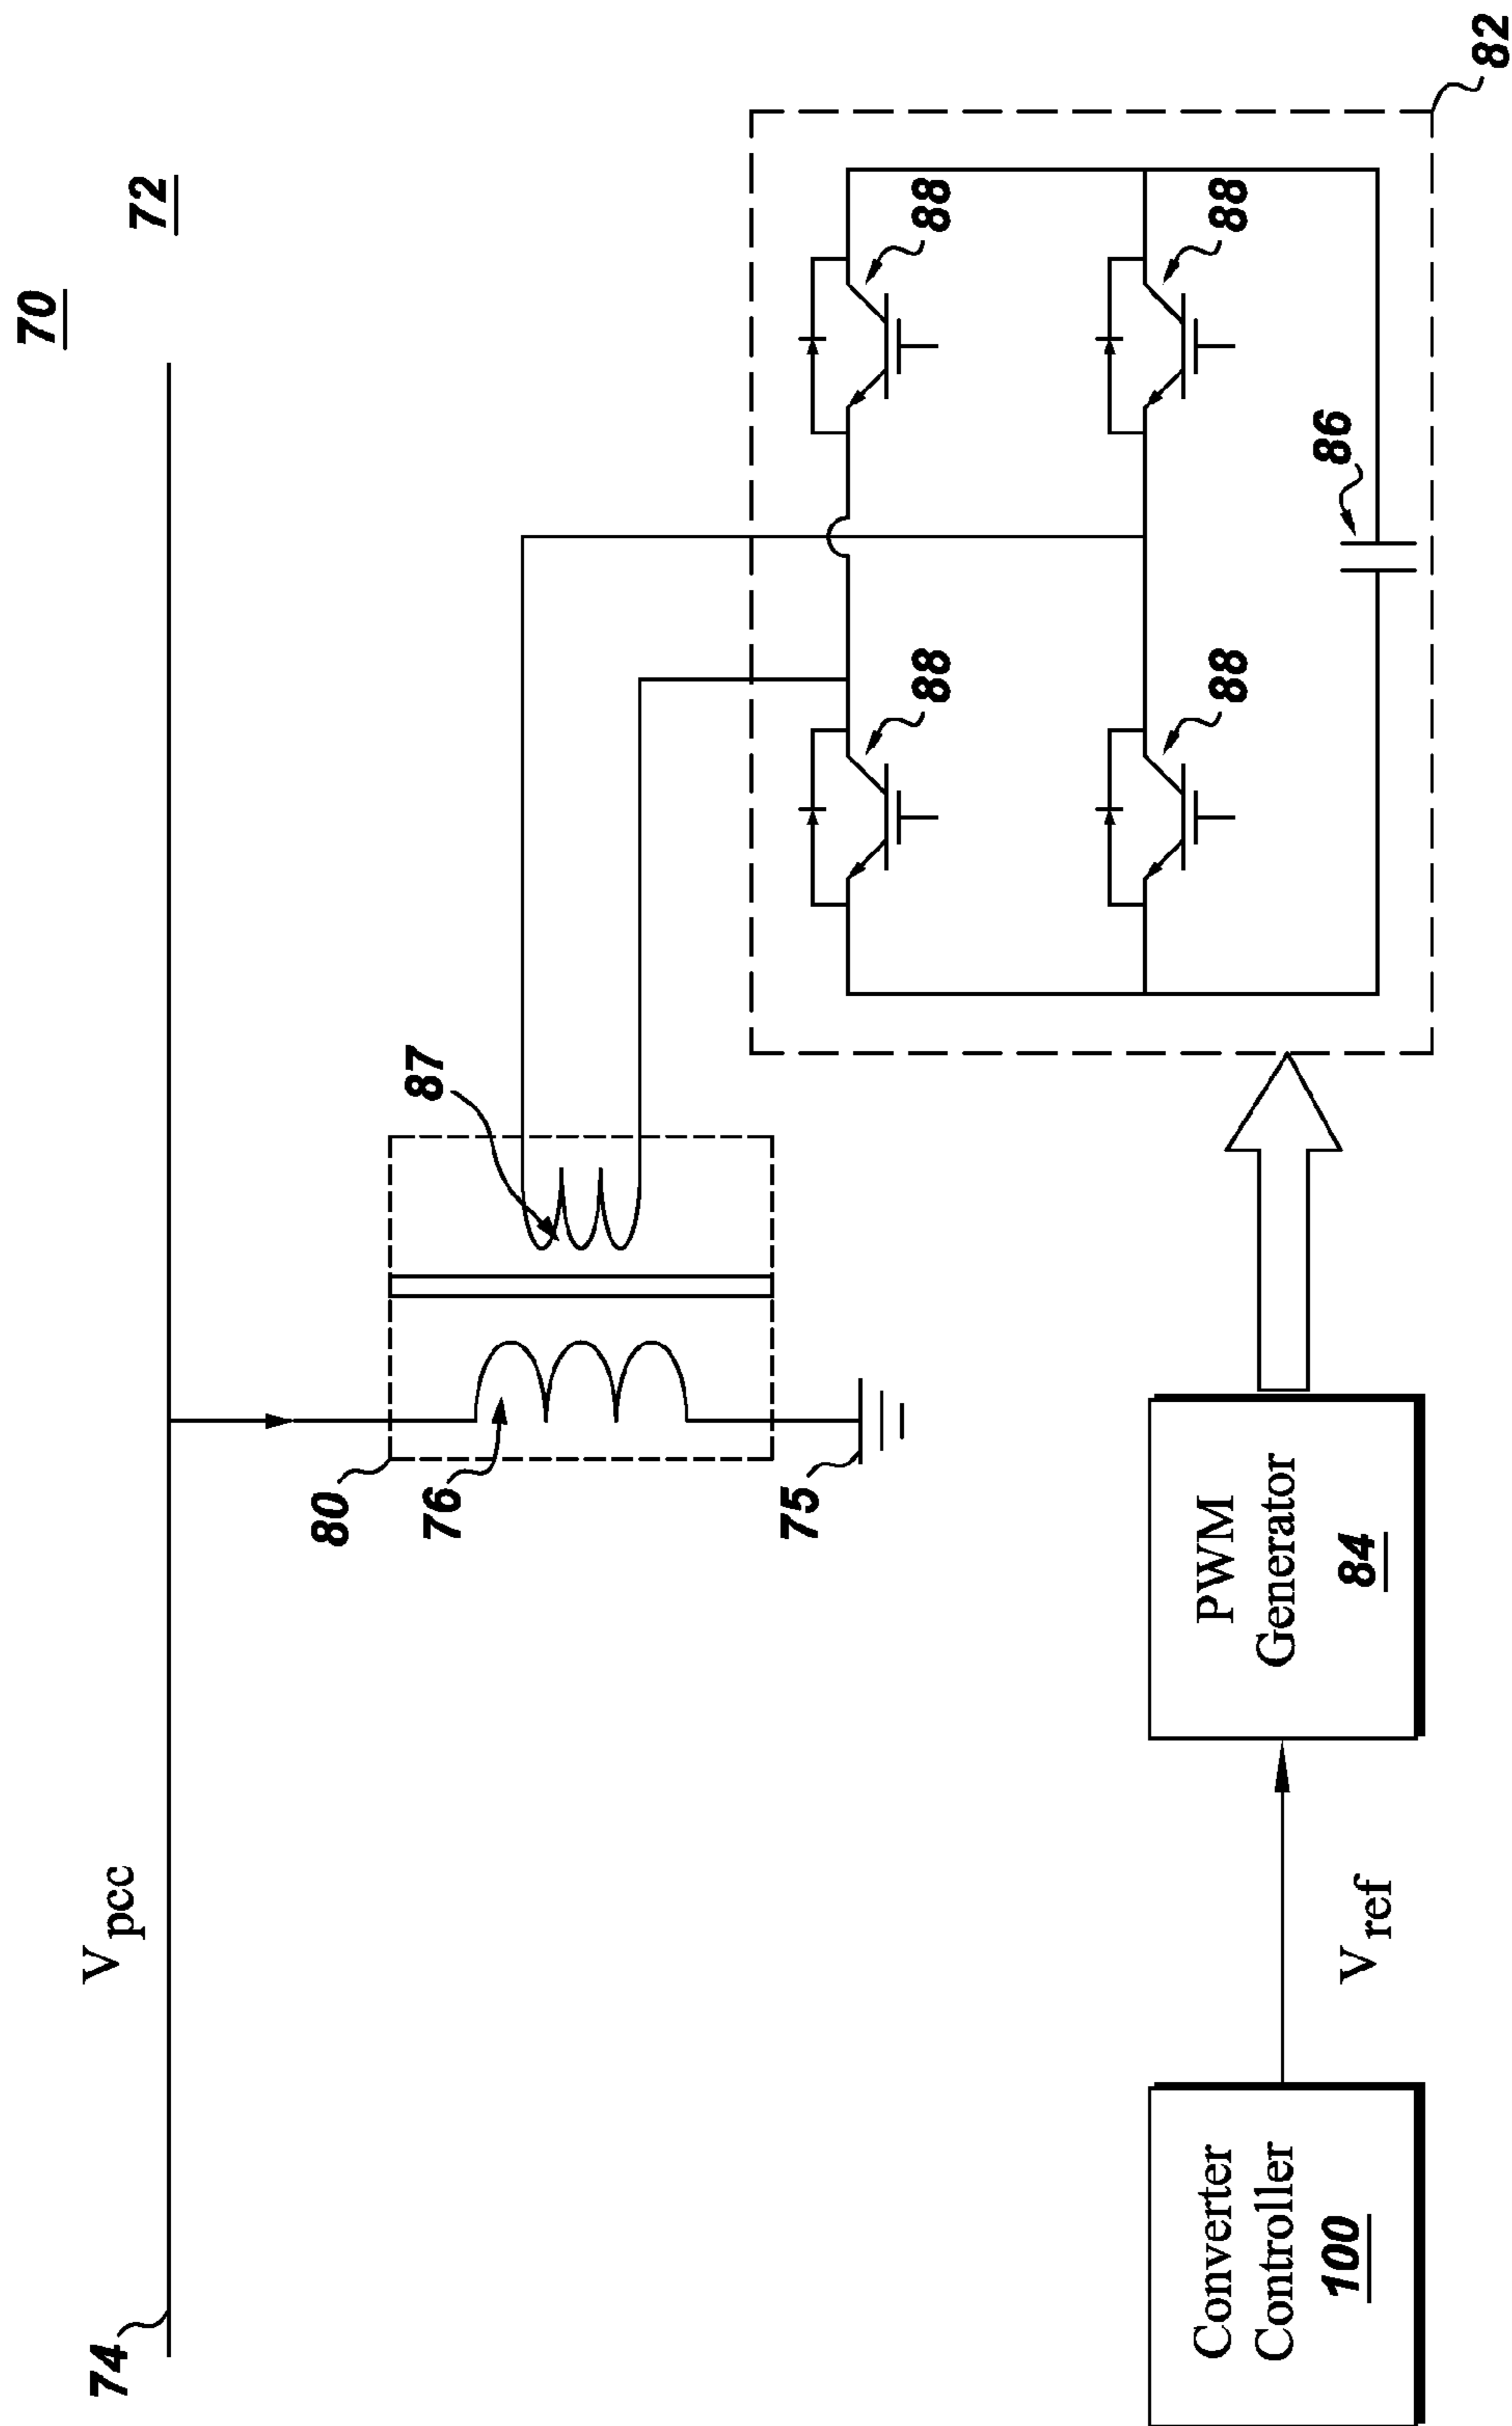 70
72
74
V pcc
80
76
87
75
88
88
88
88
86
82
Converter
Controller
100
V ref
PWM
Generator
84